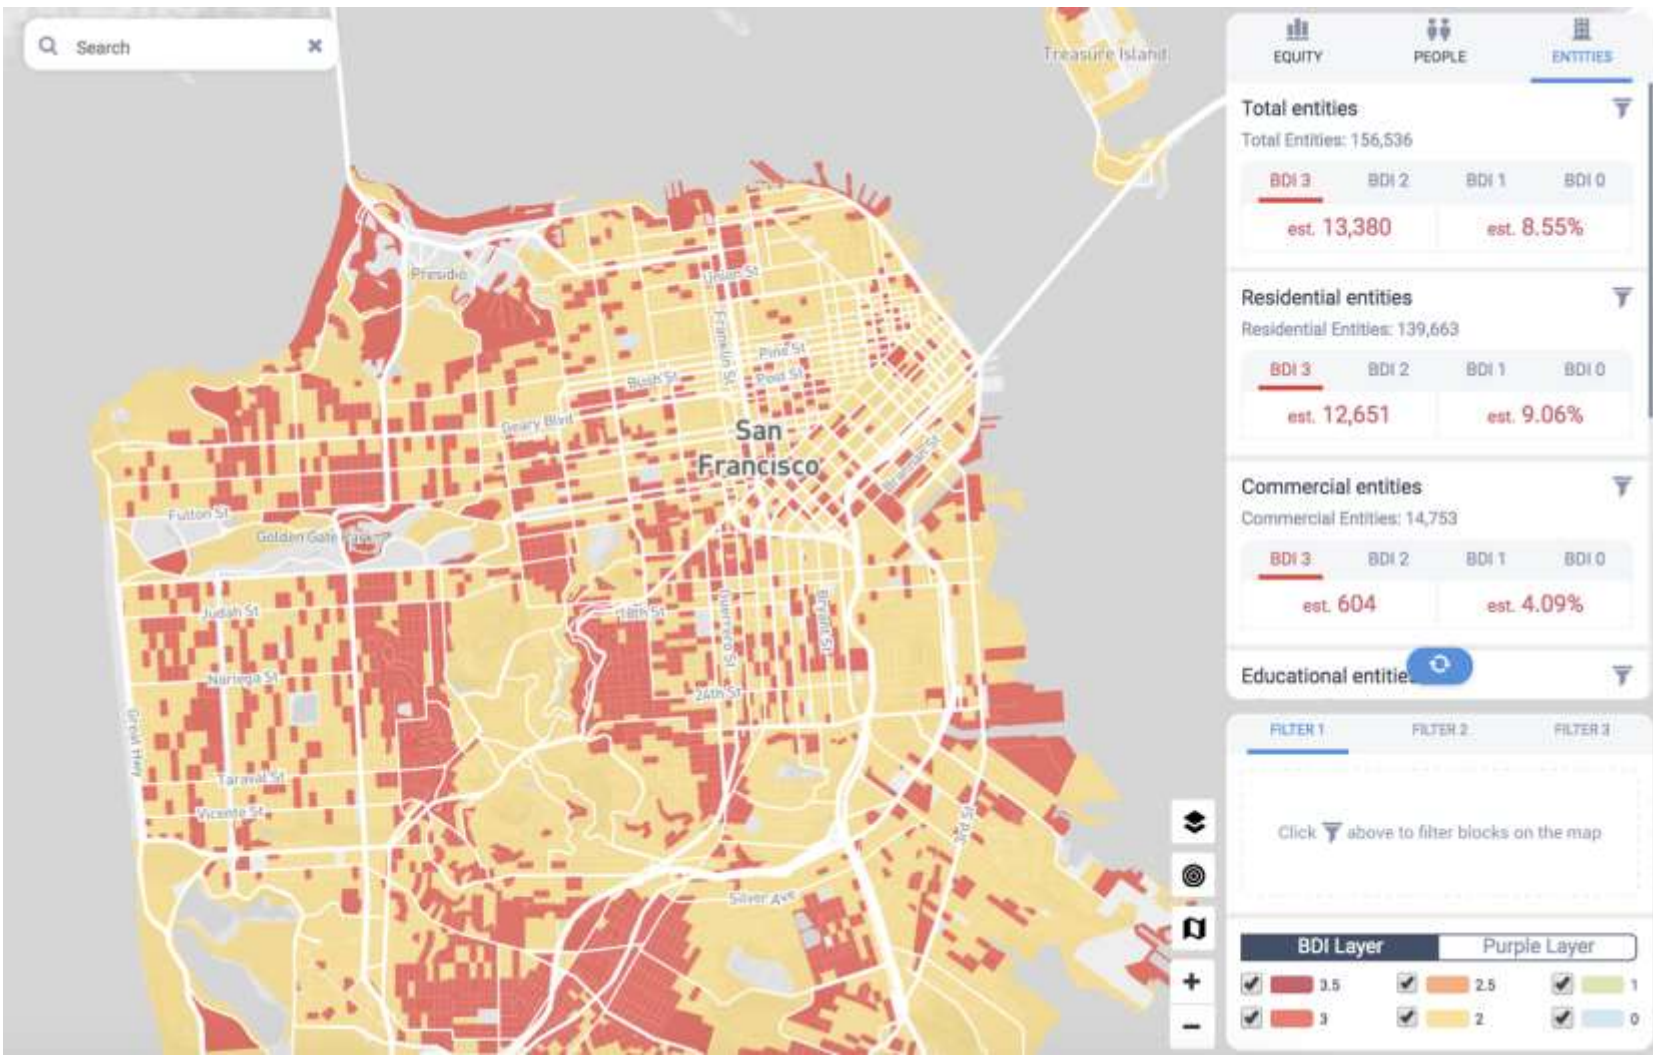 Search
Treasure Island
Presidio
Union St
Franklin St
Pine St
Bush St
Post St
Geary Blvd
San
Francisco
Brannan St
Fulton St
Golden Gate Park
Judah St
18th St
Guerrero St
Bryant St
Noriega St
24th St
Great Hwy
Taraval St
Vicente St
3rd St
Silver Ave
EQUITY
PEOPLE
ENTITIES
Total entities
Total Entities: 156,536
BDI 3 BDI 2 BDI 1 BDI 0
est. 13,380 est. 8.55%
Residential entities
Residential Entities: 139,663
BDI 3 BDI 2 BDI 1 BDI 0
est. 12,651 est. 9.06%
Commercial entities
Commercial Entities: 14,753
BDI 3 BDI 2 BDI 1 BDI 0
est. 604 est. 4.09%
Educational entitie
FILTER 1 FILTER 2 FILTER 3
Click above to filter blocks on the map
BDI Layer Purple Layer
3.5 2.5 1
3 2 0